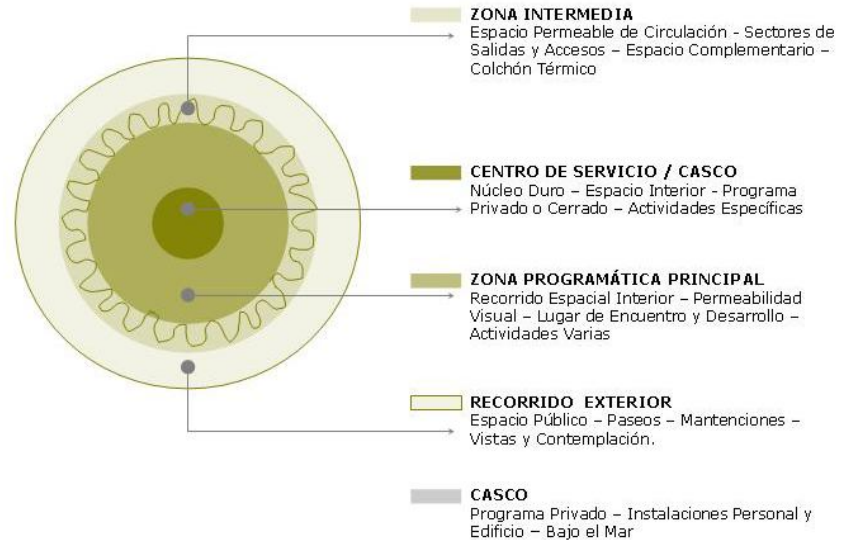 ZONA INTERMEDIA
Espacio Permeable de Circulación - Sectores de
Salidas y Accesos – Espacio Complementario –
Colchón Térmico
CENTRO DE SERVICIO / CASCO
Núcleo Duro – Espacio Interior - Programa
Privado o Cerrado – Actividades Específicas
ZONA PROGRAMÁTICA PRINCIPAL
Recorrido Espacial Interior – Permeabilidad
Visual – Lugar de Encuentro y Desarrollo –
Actividades Varias
RECORRIDO EXTERIOR
Espacio Público – Paseos – Mantenciones –
Vistas y Contemplación.
CASCO
Programa Privado – Instalaciones Personal y
Edificio – Bajo el Mar